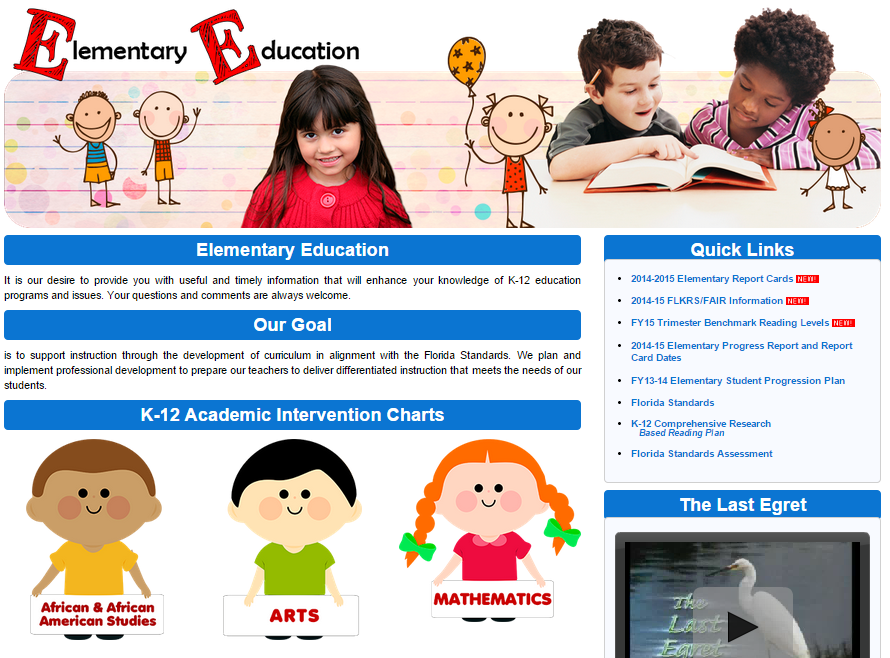 Elementary Education
Elementary Education
It is our desire to provide you with useful and timely information that will enhance your knowledge of K-12 education
programs and issues. Your questions and comments are always welcome.
Our Goal
is to support instruction through the development of curriculum in alignment with the Florida Standards. We plan and
implement professional development to prepare our teachers to deliver differentiated instruction that meets the needs of our
students.
K-12 Academic Intervention Charts
African & African
American Studies
ARTS
MATHEMATICS
Quick Links
2014-2015 Elementary Report Cards NEW!
2014-15 FLKRS/FAIR Information NEW!
FY15 Trimester Benchmark Reading Levels NEW!
2014-15 Elementary Progress Report and Report
Card Dates
FY13-14 Elementary Student Progression Plan
Florida Standards
K-12 Comprehensive Research
Based Reading Plan
Florida Standards Assessment
The Last Egret
The
Last
Egret